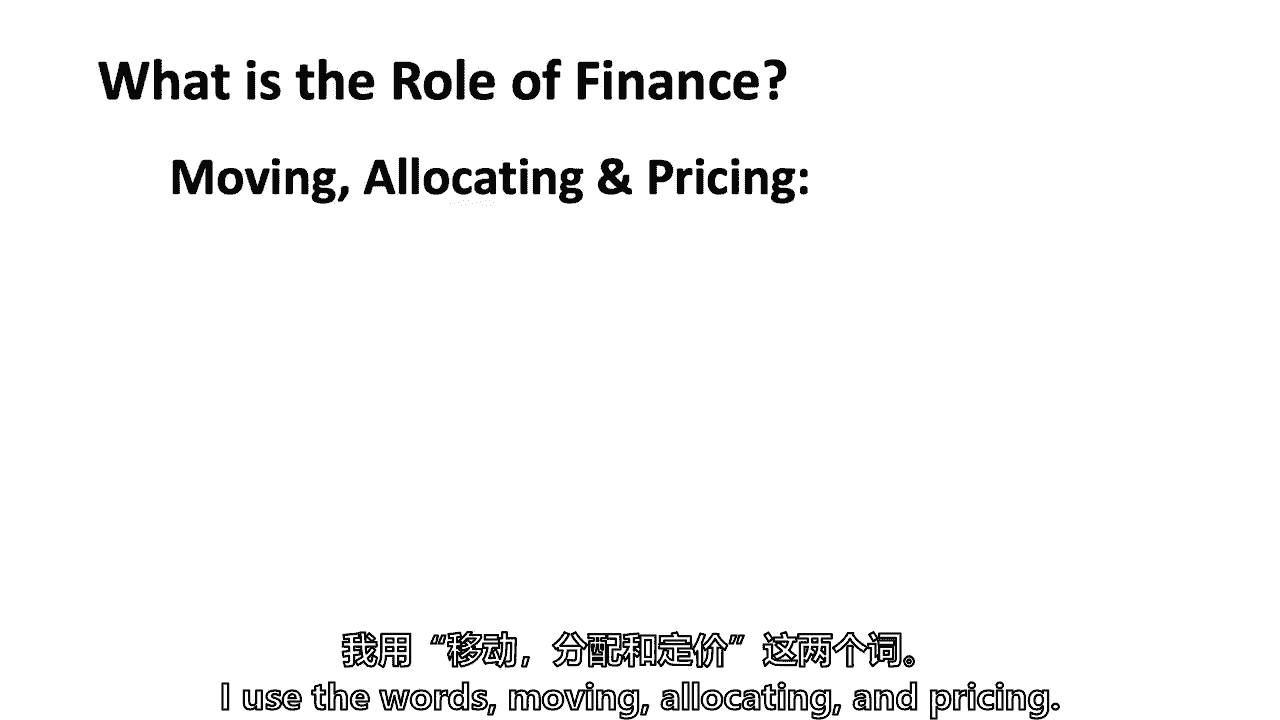 What is the Role of Finance?
Moving, Allocating & Pricing:
我用“移动，分配和定价”这两个词。
I use the words, moving, allocating, and pricing.